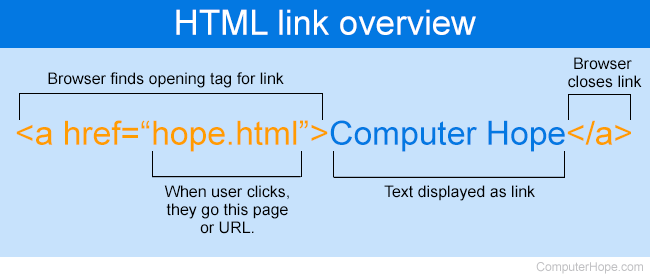 HTML link overview
Browser finds opening tag for link
Browser
closes link
<a href=“hope.html”>Computer Hope</a>
When user clicks,
they go this page
or URL.
Text displayed as link
ComputerHope.com